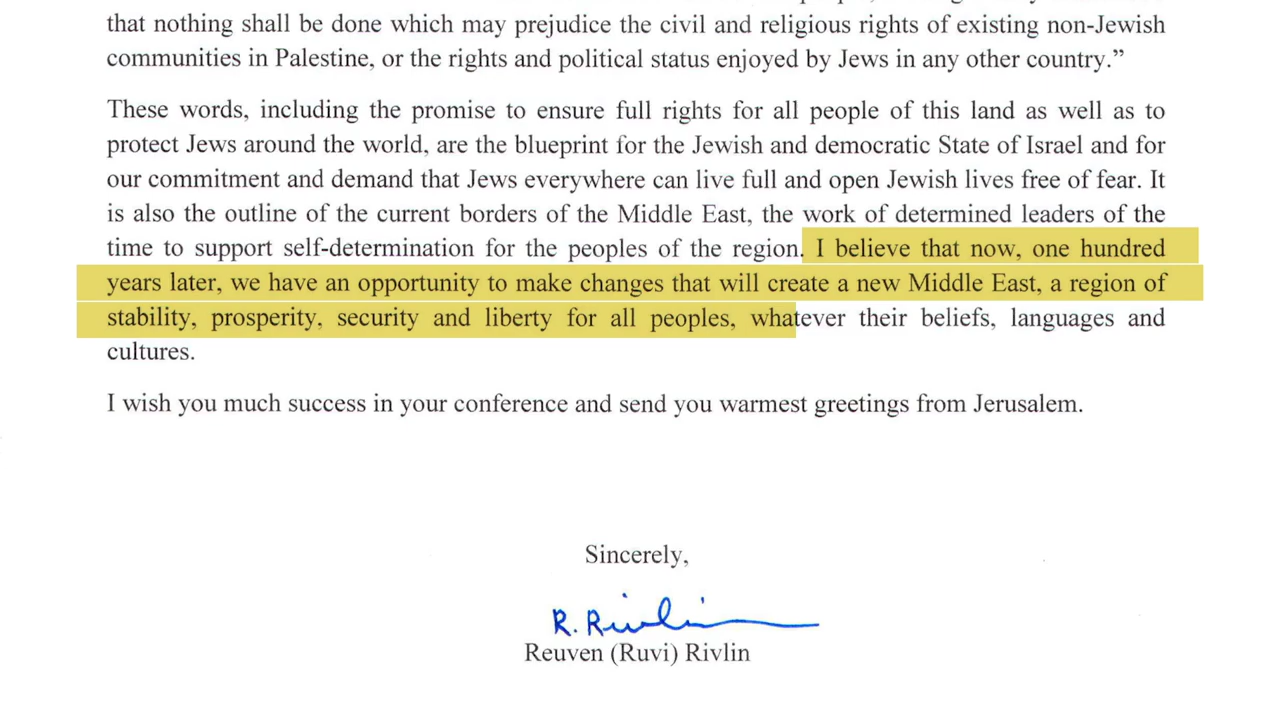 that nothing shall be done which may prejudice the civil and religious rights of existing non-Jewish
communities in Palestine, or the rights and political status enjoyed by Jews in any other country.”
These words, including the promise to ensure full rights for all people of this land as well as to
protect Jews around the world, are the blueprint for the Jewish and democratic State of Israel and for
our commitment and demand that Jews everywhere can live full and open Jewish lives free of fear. It
is also the outline of the current borders of the Middle East, the work of determined leaders of the
time to support self-determination for the peoples of the region. I believe that now, one hundred
years later, we have an opportunity to make changes that will create a new Middle East, a region of
stability, prosperity, security and liberty for all peoples, whatever their beliefs, languages and
cultures.
I wish you much success in your conference and send you warmest greetings from Jerusalem.
Sincerely,
R. Rivlin
Reuven (Ruvi) Rivlin